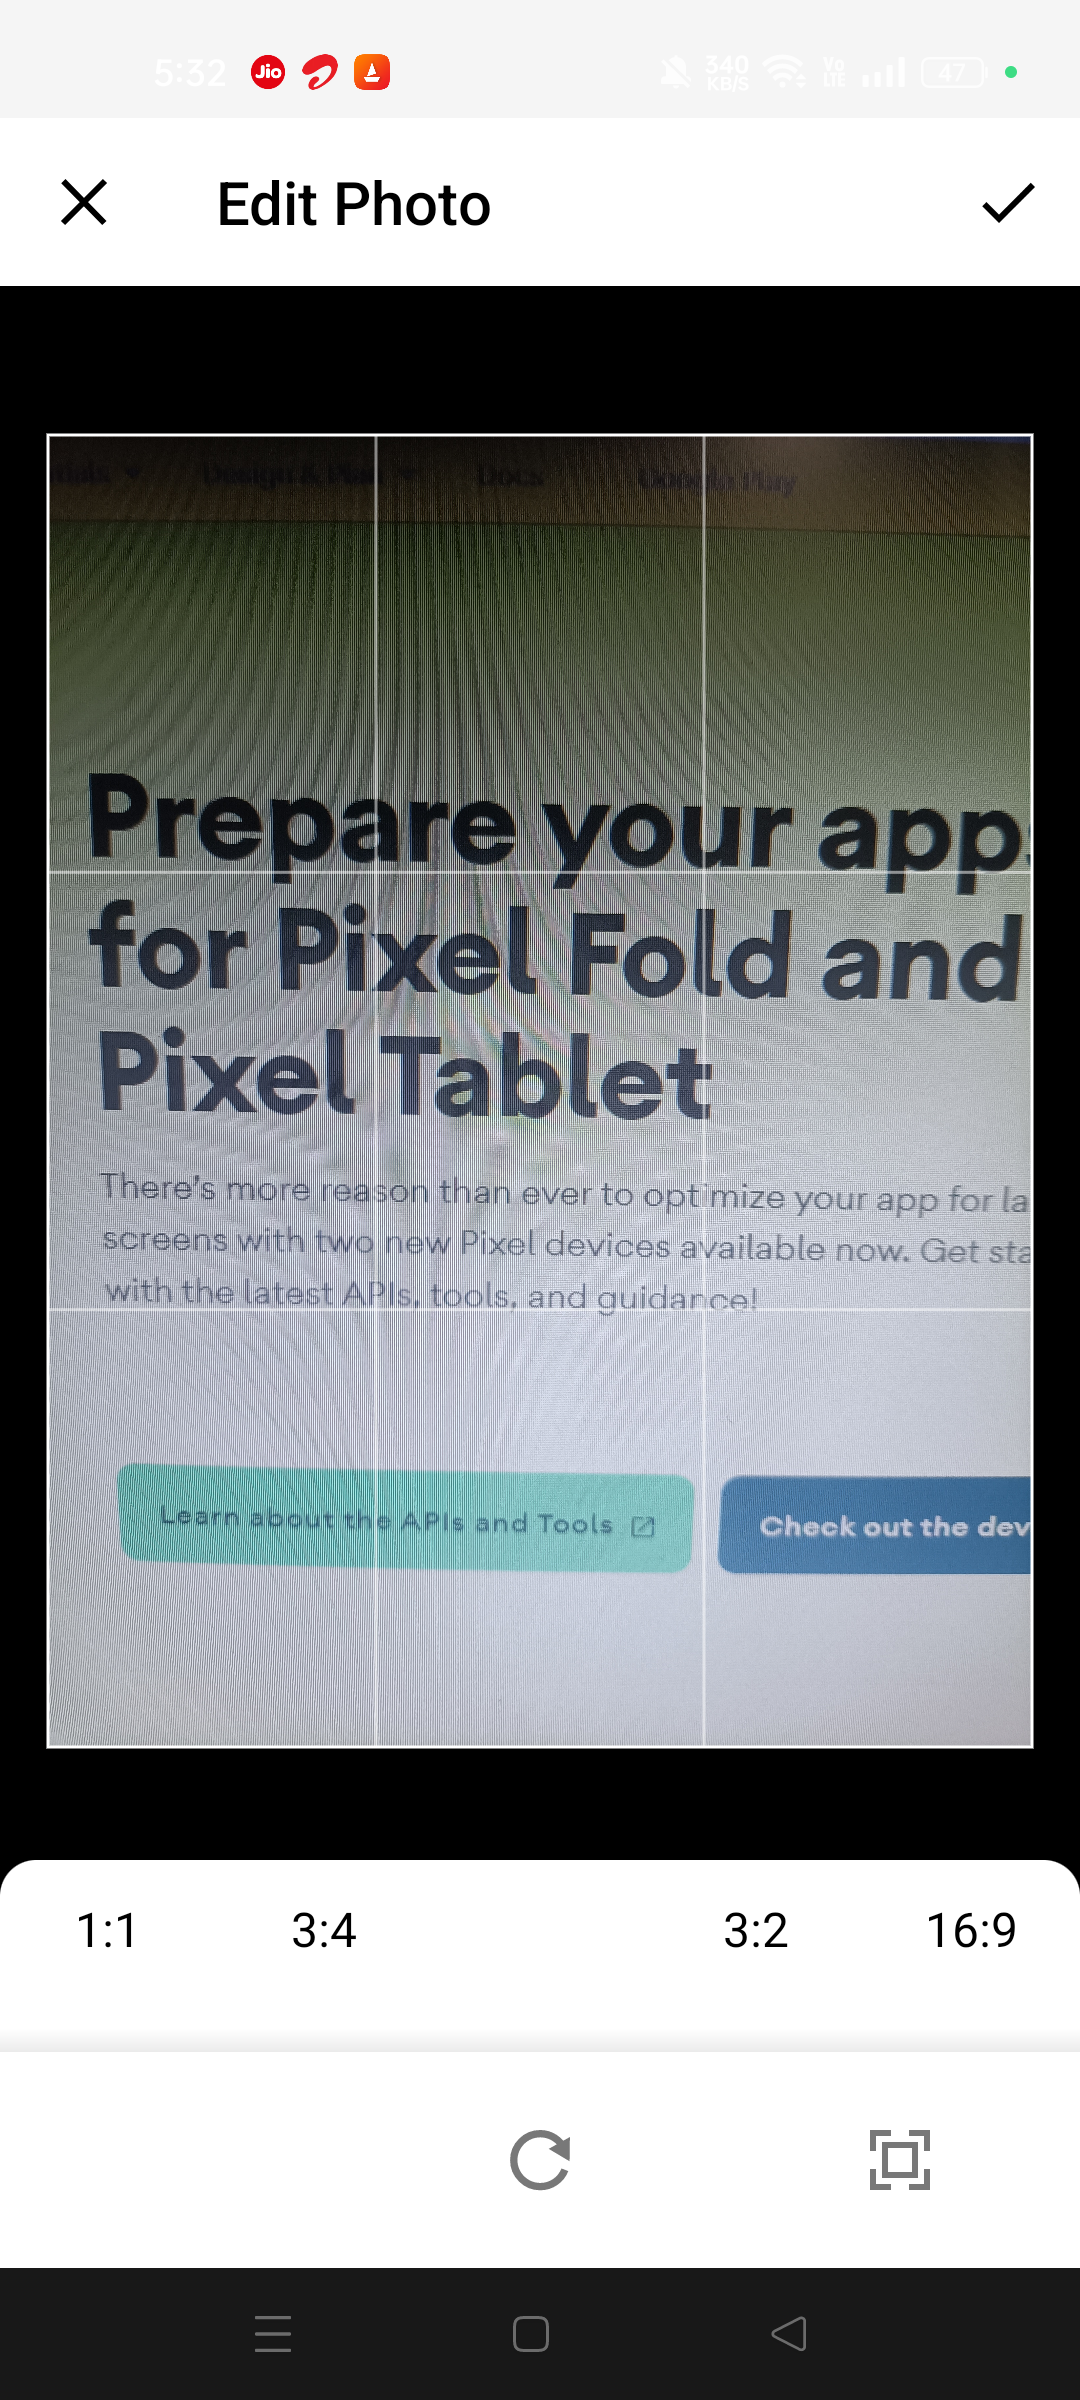 5:32 Jio 340 KB/S Vo LTE 47
Edit Photo
Design & Plan Docs Google Play
Prepare your apps
for Pixel Fold and
Pixel Tablet
There's more reason than ever to optimize your app for la
screens with two new Pixel devices available now. Get sta
with the latest APIs, tools, and guidance!
Learn about the APIs and Tools Check out the dev
1:1 3:4 3:2 16:9